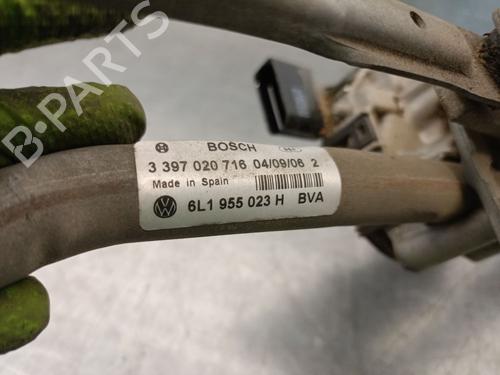 B-PARTS
BOSCH
3 397 020 716 04/09/06 2
Made in Spain
6L1 955 023 H BVA